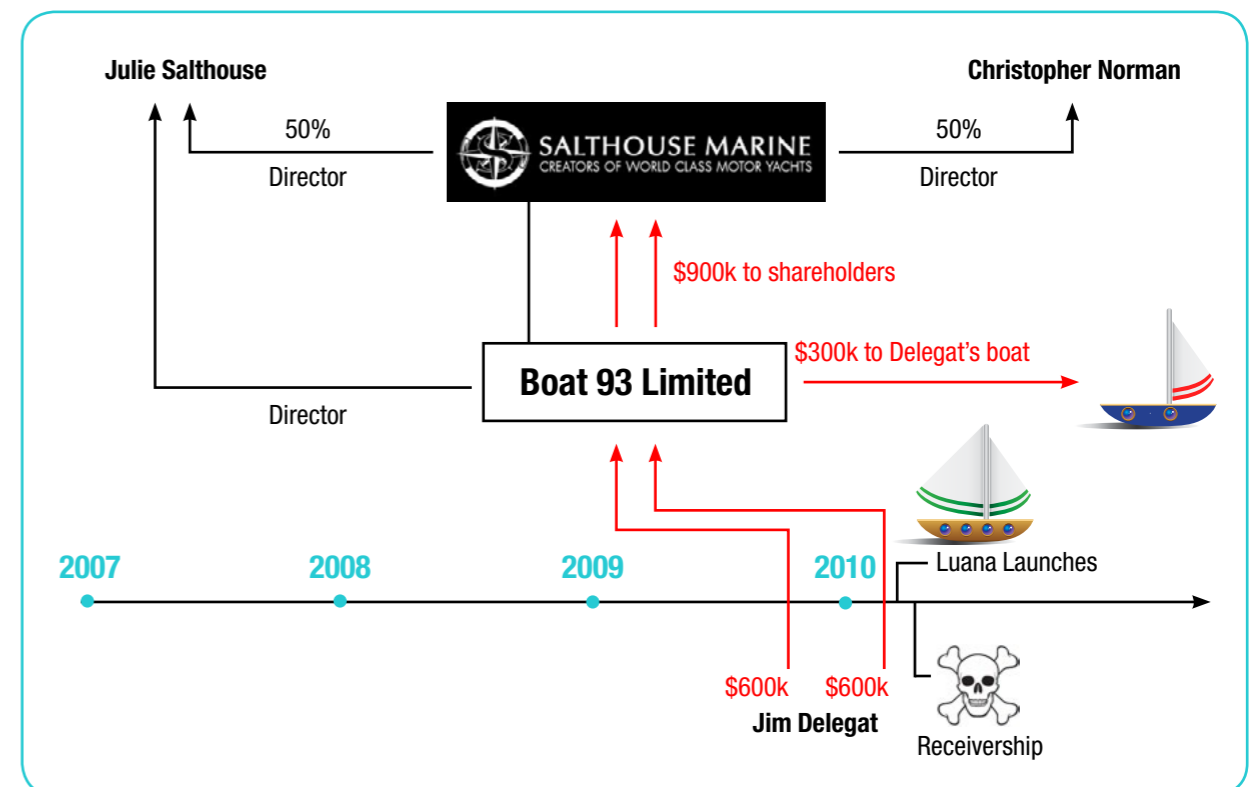 Julie Salthouse
Christopher Norman
50%
Director
SALTHOUSE MARINE
CREATORS OF WORLD CLASS MOTOR YACHTS
50%
Director
$900k to shareholders
Boat 93 Limited
$300k to Delegat’s boat
Director
2007
2008
2009
2010
Luana Launches
$600k
$600k
Jim Delegat
Receivership